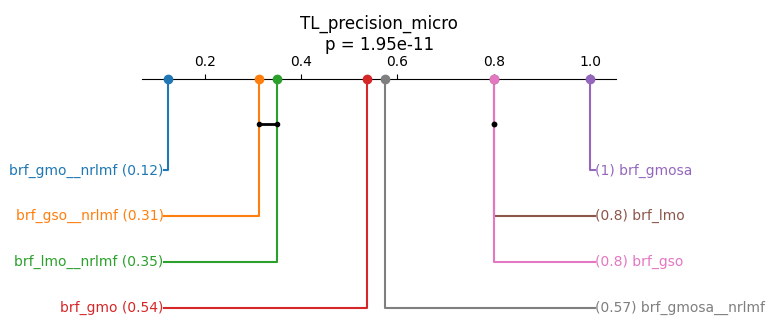 TL_precision_micro
p = 1.95e-11
0.2 0.4 0.6 0.8 1.0
brf_gmo__nrlmf (0.12) (1) brf_gmosa
brf_gso__nrlmf (0.31) (0.8) brf_lmo
brf_lmo__nrlmf (0.35) (0.8) brf_gso
brf_gmo (0.54) (0.57) brf_gmosa__nrlmf